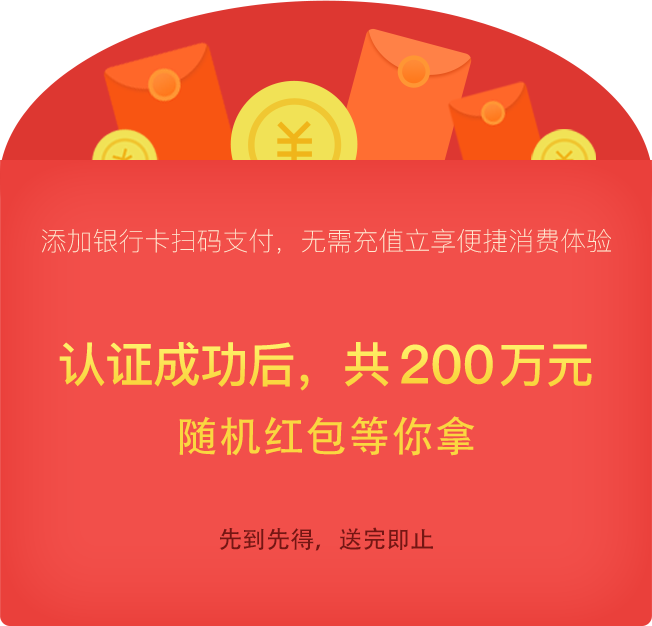 添加银行卡扫码支付，无需充值立享便捷消费体验
认证成功后，共200万元
随机红包等你拿
先到先得，送完即止